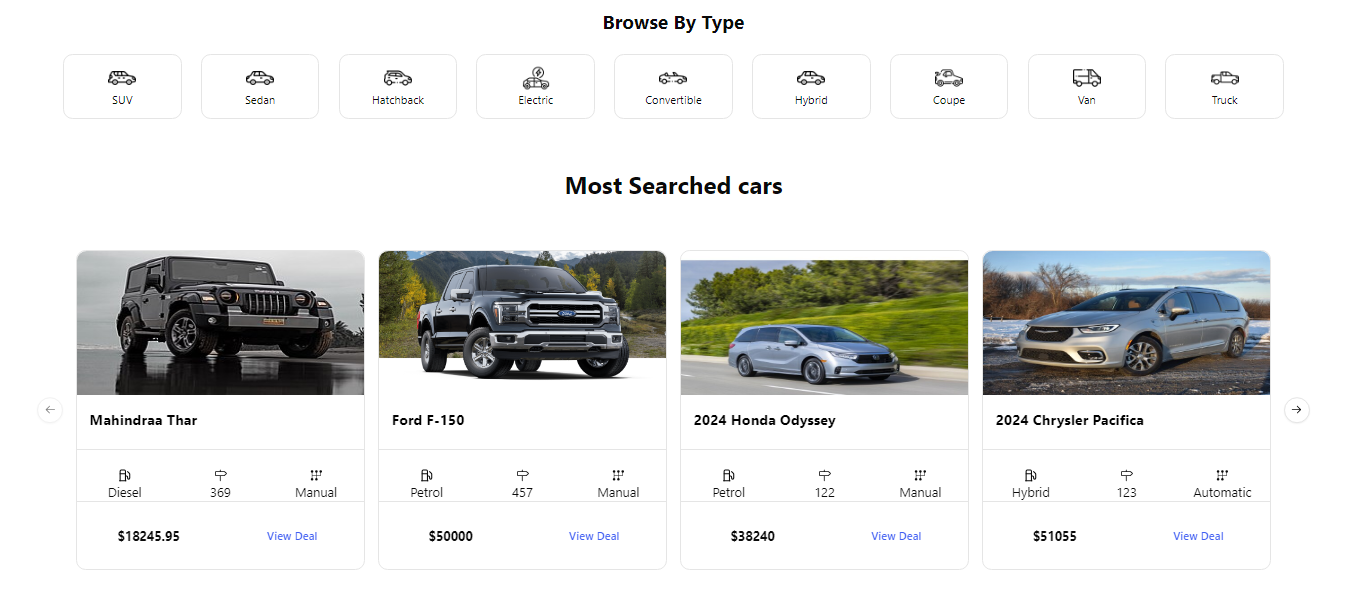 Browse By Type
SUV
Sedan
Hatchback
Electric
Convertible
Hybrid
Coupe
Van
Truck
Most Searched cars
Mahindraa Thar
Diesel
369
Manual
$18245.95
View Deal
Ford F-150
Petrol
457
Manual
$50000
View Deal
2024 Honda Odyssey
Petrol
122
Manual
$38240
View Deal
2024 Chrysler Pacifica
Hybrid
123
Automatic
$51055
View Deal